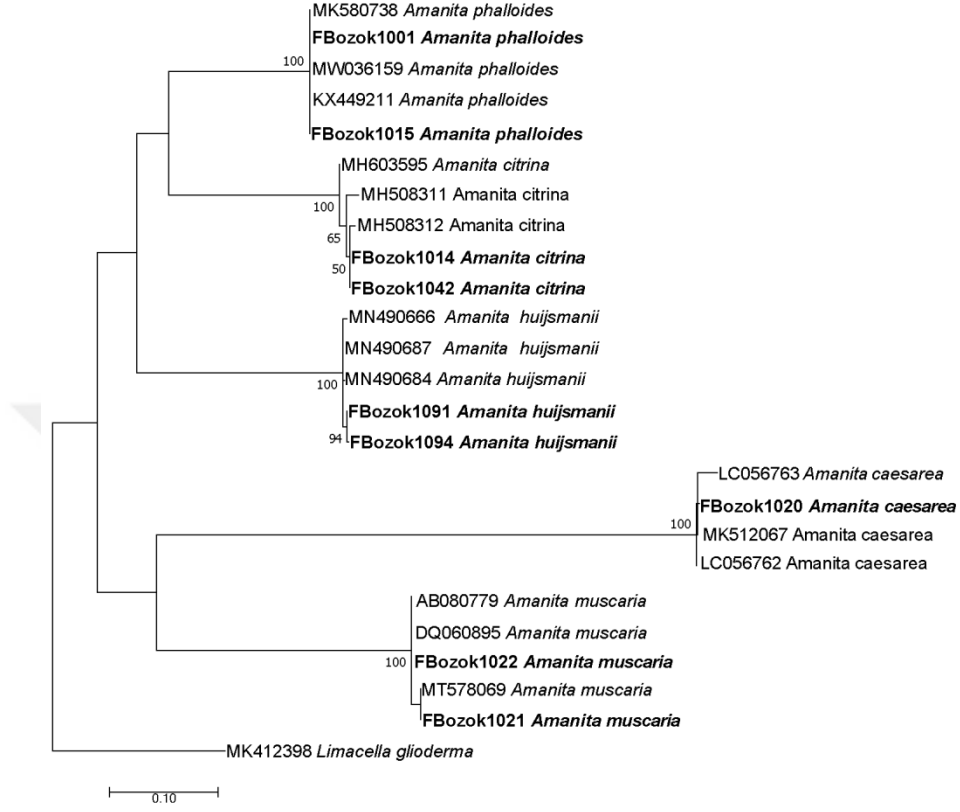 MK580738 Amanita phalloides
FBozok1001 Amanita phalloides
100
MW036159 Amanita phalloides
KX449211 Amanita phalloides
FBozok1015 Amanita phalloides
MH603595 Amanita citrina
MH508311 Amanita citrina
100
MH508312 Amanita citrina
65
FBozok1014 Amanita citrina
50
FBozok1042 Amanita citrina
MN490666 Amanita huijsmanii
MN490687 Amanita huijsmanii
MN490684 Amanita huijsmanii
100
FBozok1091 Amanita huijsmanii
94
FBozok1094 Amanita huijsmanii
LC056763 Amanita caesarea
FBozok1020 Amanita caesarea
100
MK512067 Amanita caesarea
LC056762 Amanita caesarea
AB080779 Amanita muscaria
DQ060895 Amanita muscaria
100
FBozok1022 Amanita muscaria
MT578069 Amanita muscaria
FBozok1021 Amanita muscaria
MK412398 Limacella glioderma
0.10